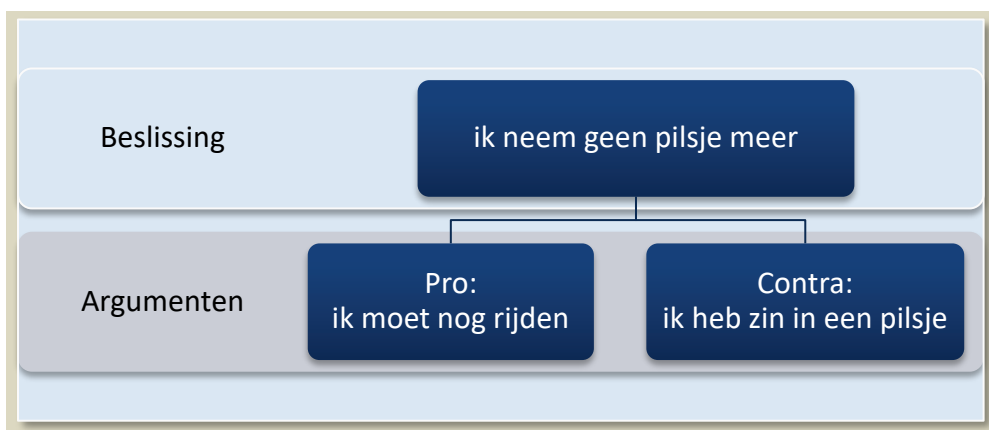 Beslissing
ik neem geen pilsje meer
Argumenten
Pro:
ik moet nog rijden
Contra:
ik heb zin in een pilsje